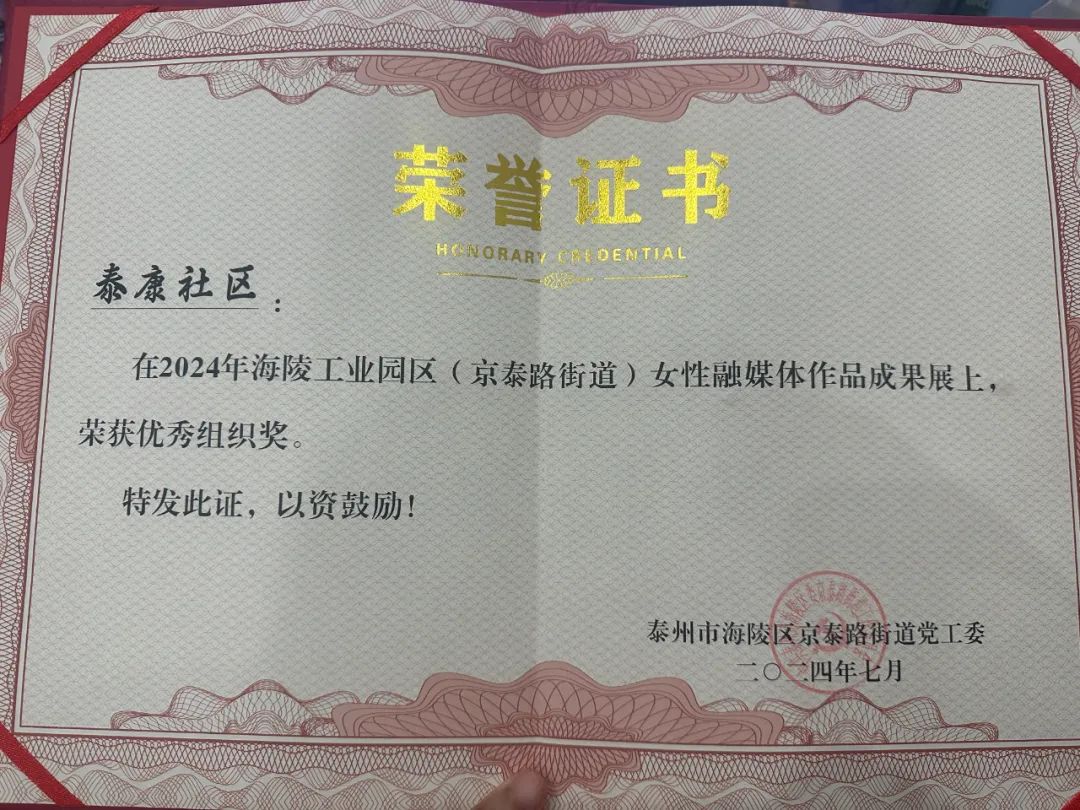 荣誉证书
HONORARY CREDENTIAL
泰康社区：
在2024年海陵工业园区（京泰路街道）女性融媒体作品成果展上，
荣获优秀组织奖。
特发此证，以资鼓励！
泰州市海陵区京泰路街道党工委
二〇二四年七月